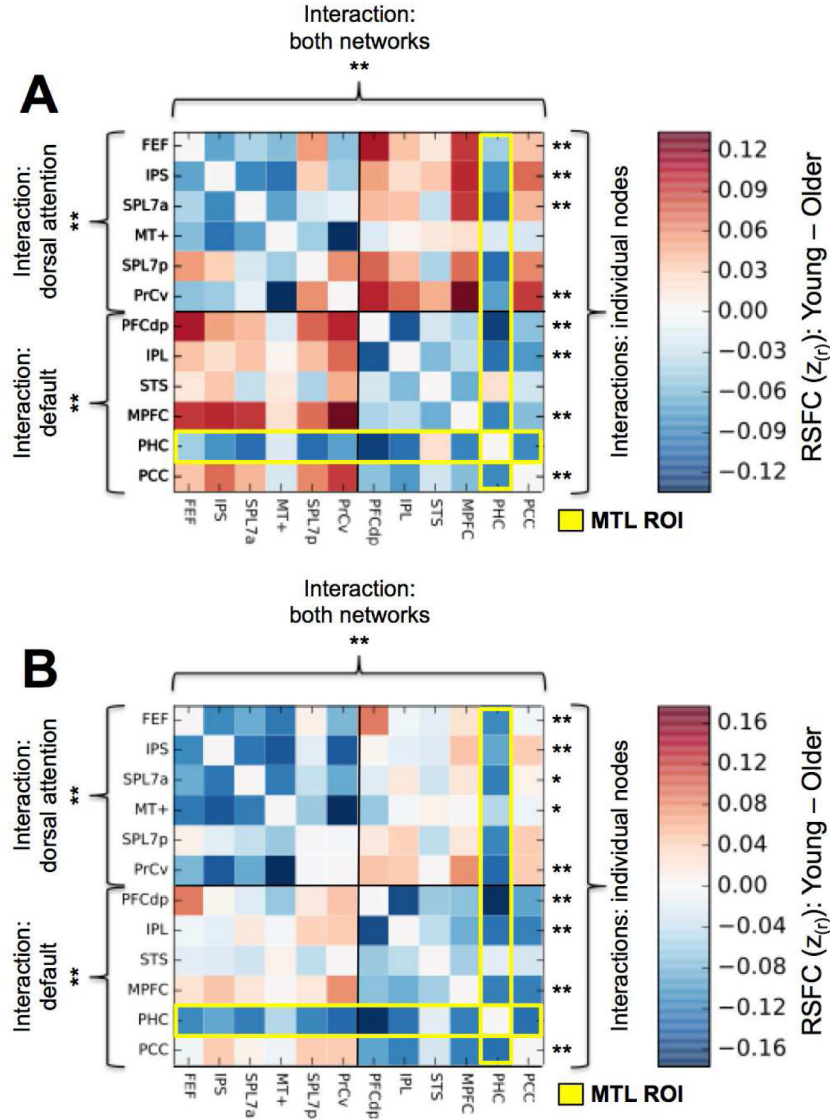 Interaction:
both networks
**
A
Interaction:
dorsal attention
**
Interaction:
default
**
FEF
IPS
SPL7a
MT+
SPL7p
PrCv
PFCdp
IPL
STS
MPFC
PHC
PCC
**
**
**
**
**
**
**
**
Interactions: individual nodes
FEF
IPS
SPL7a
MT+
SPL7p
PrCv
PFCdp
IPL
STS
MPFC
PHC
PCC
0.12
0.09
0.06
0.03
0.00
−0.03
−0.06
−0.09
−0.12
RSFC (z(r)): Young – Older
MTL ROI
Interaction:
both networks
**
B
Interaction:
dorsal attention
**
Interaction:
default
**
FEF
IPS
SPL7a
MT+
SPL7p
PrCv
PFCdp
IPL
STS
MPFC
PHC
PCC
**
**
*
*
**
**
**
**
**
Interactions: individual nodes
FEF
IPS
SPL7a
MT+
SPL7p
PrCv
PFCdp
IPL
STS
MPFC
PHC
PCC
0.16
0.12
0.08
0.04
0.00
−0.04
−0.08
−0.12
−0.16
RSFC (z(r)): Young – Older
MTL ROI